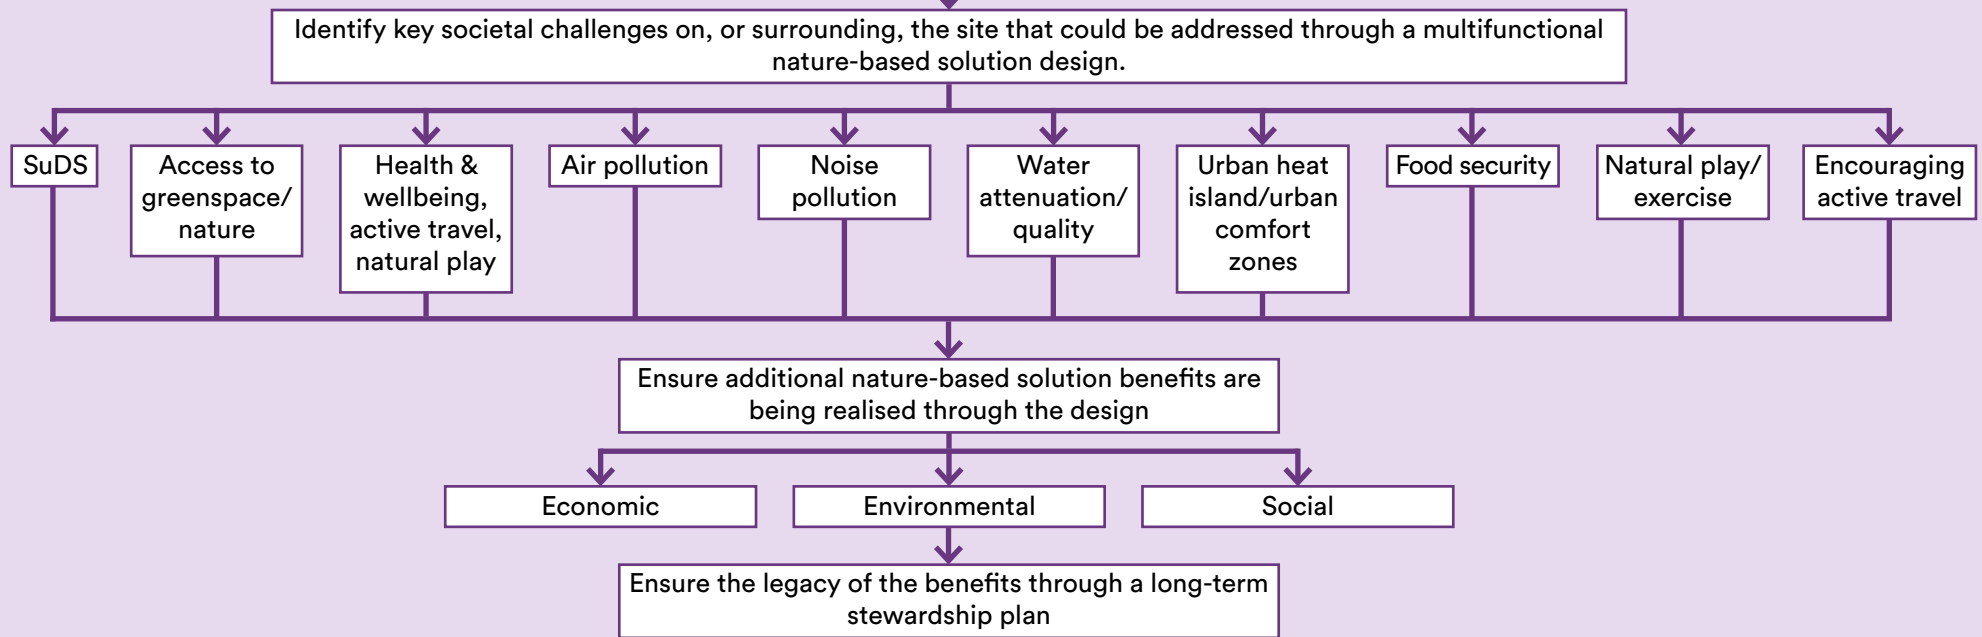 Identify key societal challenges on, or surrounding, the site that could be addressed through a multifunctional
nature-based solution design.
SuDS
Access to
greenspace/
nature
Health &
wellbeing,
active travel,
natural play
Air pollution
Noise
pollution
Water
attenuation/
quality
Urban heat
island/urban
comfort
zones
Food security
Natural play/
exercise
Encouraging
active travel
Ensure additional nature-based solution benefits are
being realised through the design
Economic
Environmental
Social
Ensure the legacy of the benefits through a long-term
stewardship plan